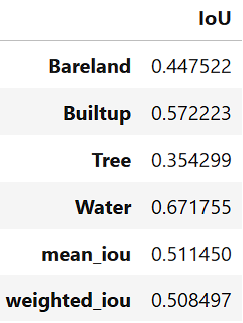 IoU
Bareland 0.447522
Builtup 0.572223
Tree 0.354299
Water 0.671755
mean_iou 0.511450
weighted_iou 0.508497